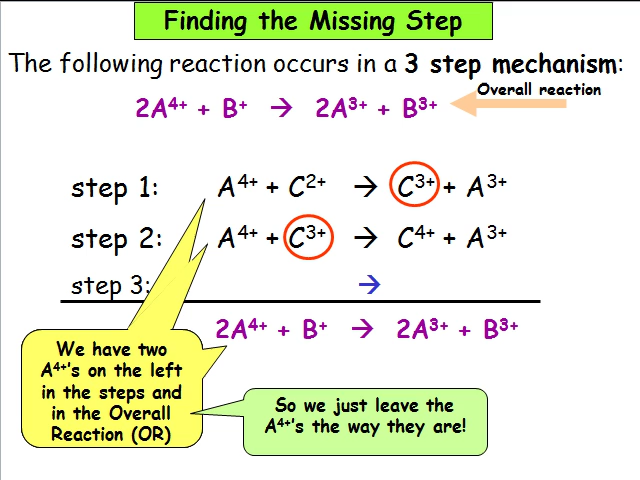 Finding the Missing Step
The following reaction occurs in a 3 step mechanism:
Overall reaction
2A⁴⁺ + B⁺ → 2A³⁺ + B³⁺
step 1: A⁴⁺ + C²⁺ → C³⁺ + A³⁺
step 2: A⁴⁺ + C³⁺ → C⁴⁺ + A³⁺
step 3: →
2A⁴⁺ + B⁺ → 2A³⁺ + B³⁺
We have two
A⁴⁺'s on the left
in the steps and
in the Overall
Reaction (OR)
So we just leave the
A⁴⁺'s the way they are!